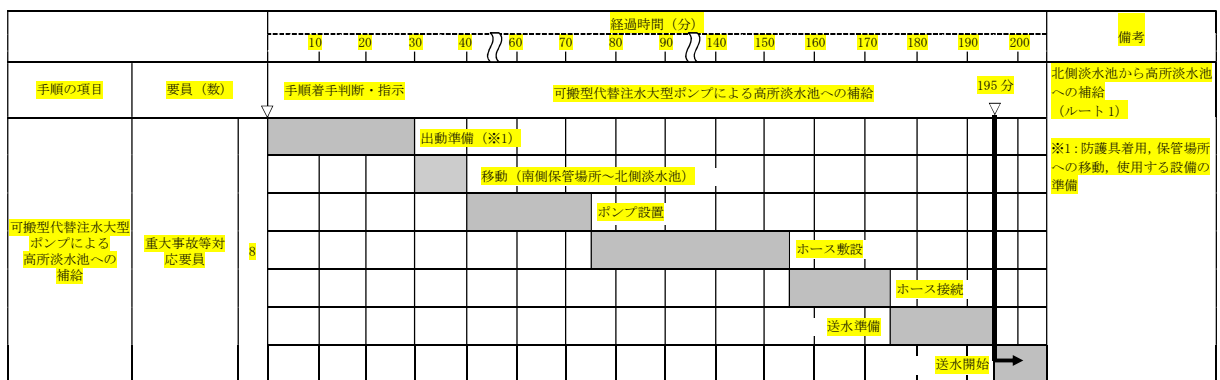 経過時間（分）
備考
10 20 30 40 60 70 80 90 140 150 160 170 180 190 200
手順の項目
要員（数）
手順着手判断・指示
可搬型代替注水大型ポンプによる高所淡水池への補給
195 分
北側淡水池から高所淡水池
への補給
（ルート1）
※1：防護具着用，保管場所
への移動，使用する設備の
準備
可搬型代替注水大型
ポンプによる
高所淡水池への
補給
重大事故等対
応要員
8
出動準備（※1）
移動（南側保管場所～北側淡水池）
ポンプ設置
ホース敷設
ホース接続
送水準備
送水開始